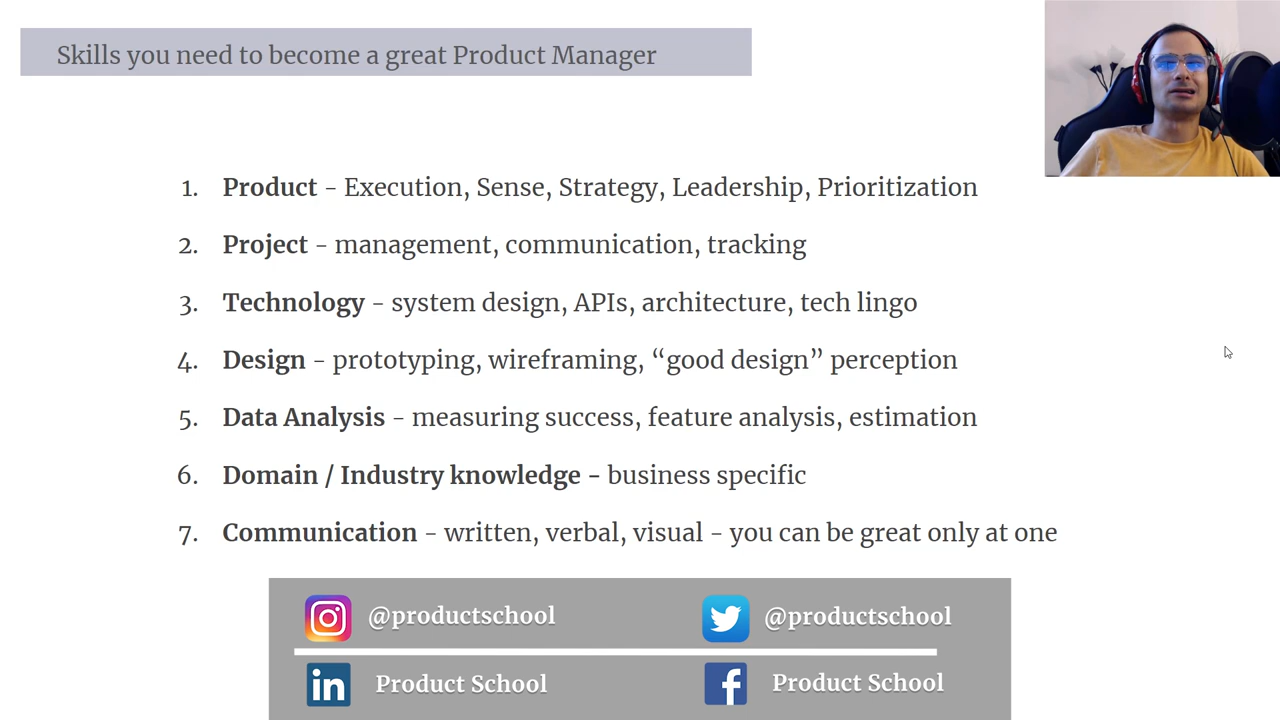 Skills you need to become a great Product Manager
1. Product - Execution, Sense, Strategy, Leadership, Prioritization
2. Project - management, communication, tracking
3. Technology - system design, APIs, architecture, tech lingo
4. Design - prototyping, wireframing, “good design” perception
5. Data Analysis - measuring success, feature analysis, estimation
6. Domain / Industry knowledge - business specific
7. Communication - written, verbal, visual - you can be great only at one
@productschool @productschool
Product School Product School